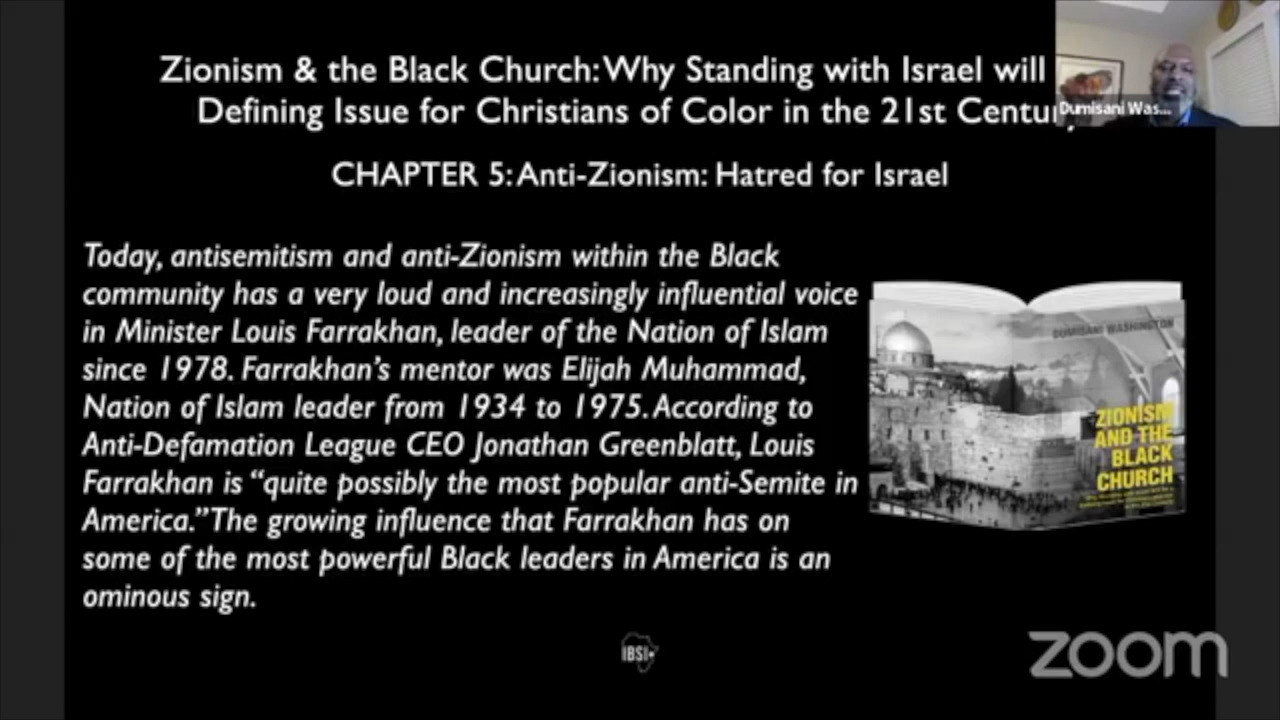 Zionism & the Black Church: Why Standing with Israel will
Defining Issue for Christians of Color in the 21st Century
Dumisani Was...
CHAPTER 5: Anti-Zionism: Hatred for Israel
Today, antisemitism and anti-Zionism within the Black
community has a very loud and increasingly influential voice
in Minister Louis Farrakhan, leader of the Nation of Islam
since 1978. Farrakhan's mentor was Elijah Muhammad,
Nation of Islam leader from 1934 to 1975. According to
Anti-Defamation League CEO Jonathan Greenblatt, Louis
Farrakhan is “quite possibly the most popular anti-Semite in
America.” The growing influence that Farrakhan has on
some of the most powerful Black leaders in America is an
ominous sign.
DUMISANI WASHINGTON
ZIONISM
AND THE
BLACK
CHURCH
IBSI
zoom